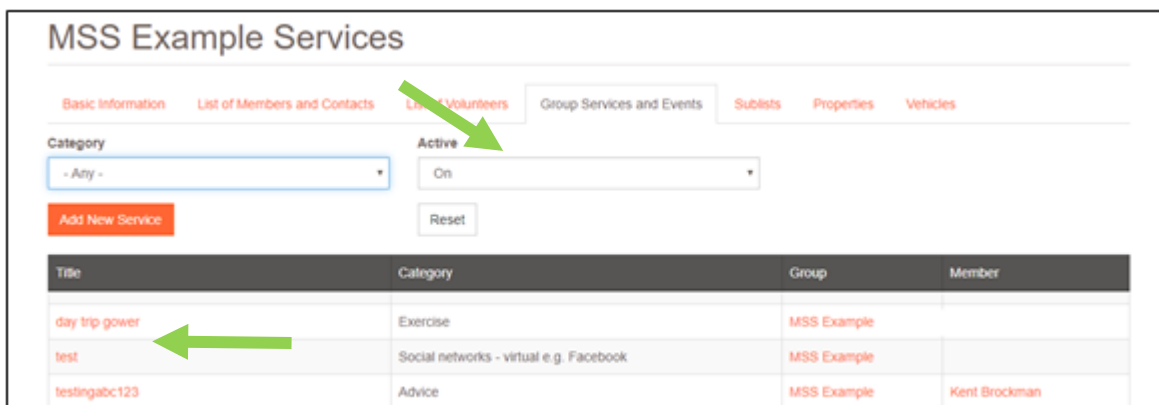 MSS Example Services
Basic Information List of Members and Contacts List of Volunteers Group Services and Events Sublists Properties Vehicles
Category Active
- Any - On
Add New Service Reset
Title Category Group Member
day trip gower Exercise MSS Example
test Social networks - virtual e.g. Facebook MSS Example
testingabc123 Advice MSS Example Kent Brockman